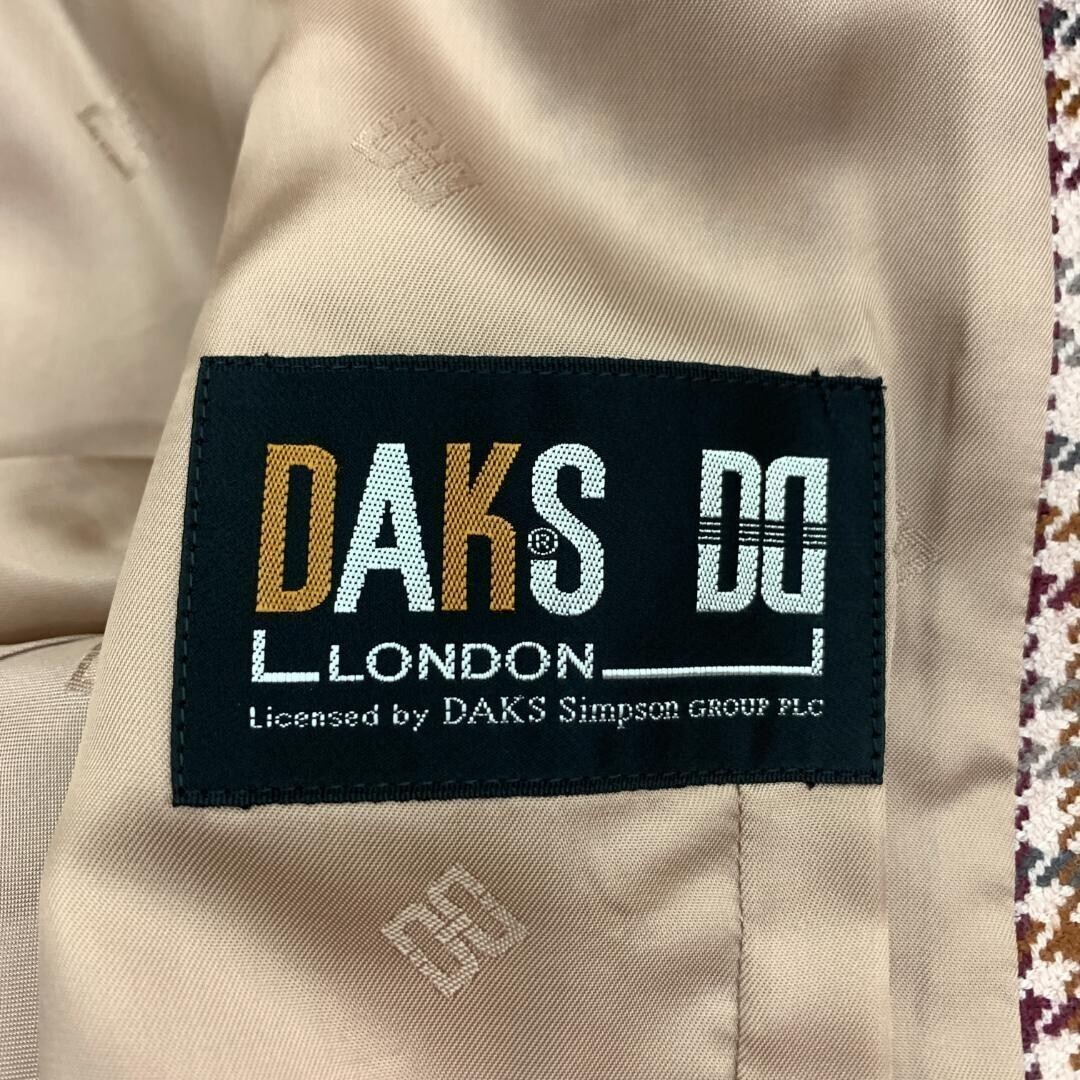 DAKS® DD
LONDON
Licensed by DAKS Simpson GROUP PLC